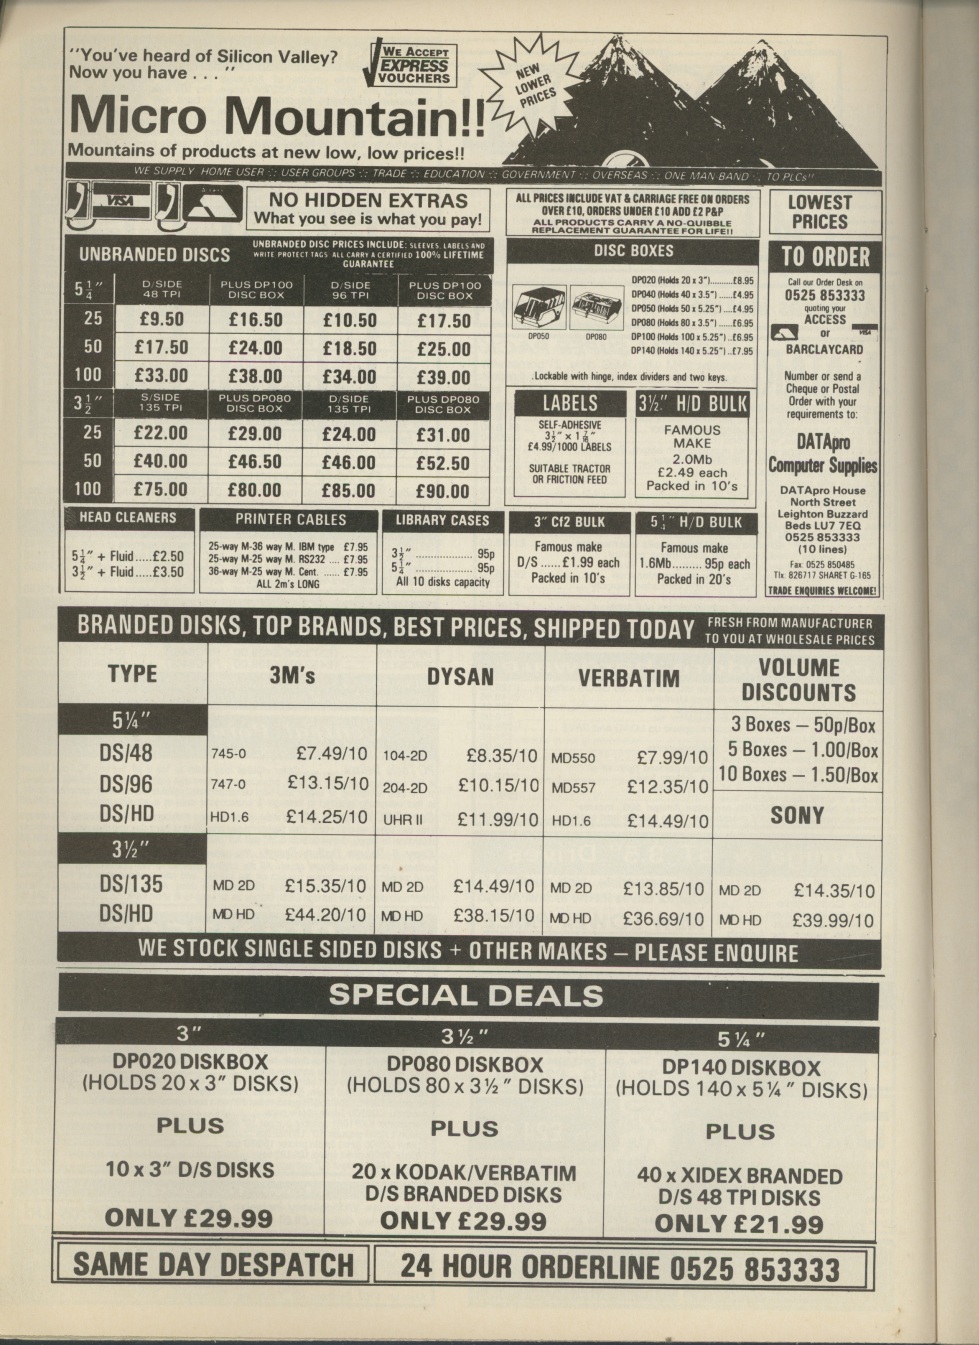 "You've heard of Silicon Valley?
Now you have . . . "
WE ACCEPT
EXPRESS
VOUCHERS
NEW
LOWER
PRICES
Micro Mountain!!
Mountains of products at new low, low prices!!
WE SUPPLY HOME USER :: USER GROUPS :: TRADE :: EDUCATION :: GOVERNMENT :: OVERSEAS :: ONE MAN BAND :: TO PLCs"
VISA
NO HIDDEN EXTRAS
What you see is what you pay!
ALL PRICES INCLUDE VAT & CARRIAGE FREE ON ORDERS
OVER £10, ORDERS UNDER £10 ADD £2 P&P
ALL PRODUCTS CARRY A NO-QUIBBLE
REPLACEMENT GUARANTEE FOR LIFE!!
LOWEST
PRICES
UNBRANDED DISCS
UNBRANDED DISC PRICES INCLUDE: SLEEVES, LABELS AND
WRITE PROTECT TAGS ALL CARRY A CERTIFIED 100% LIFETIME
GUARANTEE
5¼" D/SIDE 48 TPI PLUS DP100 DISC BOX D/SIDE 96 TPI PLUS DP100 DISC BOX
25 £9.50 £16.50 £10.50 £17.50
50 £17.50 £24.00 £18.50 £25.00
100 £33.00 £38.00 £34.00 £39.00
3½" S/SIDE 135 TPI PLUS DP080 DISC BOX D/SIDE 135 TPI PLUS DP080 DISC BOX
25 £22.00 £29.00 £24.00 £31.00
50 £40.00 £46.50 £46.00 £52.50
100 £75.00 £80.00 £85.00 £90.00
DISC BOXES
DP050
DP080
DP020 (Holds 20 x 3")..........£8.95
DP040 (Holds 40 x 3.5") ......£4.95
DP050 (Holds 50 x 5.25") ....£4.95
DP080 (Holds 80 x 3.5") ......£6.95
DP100 (Holds 100 x 5.25") ..£6.95
DP140 (Holds 140 x 5.25") ..£7.95
.Lockable with hinge, index dividers and two keys.
LABELS
SELF-ADHESIVE
£4.99/1000 LABELS
SUITABLE TRACTOR
OR FRICTION FEED
3½" H/D BULK
FAMOUS
MAKE
2.0Mb
£2.49 each
Packed in 10's
TO ORDER
Call our Order Desk on
0525 853333
quoting your
ACCESS
or
VISA
BARCLAYCARD
Number or send a
Cheque or Postal
Order with your
requirements to:
DATApro
Computer Supplies
DATApro House
North Street
Leighton Buzzard
Beds LU7 7EQ
0525 853333
(10 lines)
Fax 0525 850485
Tlx 826717 SHARET G-165
TRADE ENQUIRIES WELCOME!
HEAD CLEANERS
5¼" + Fluid.....£2.50
3½" + Fluid.....£3.50
PRINTER CABLES
25-way M-36 way M. IBM type £7.95
25-way M-25 way M. RS232 .... £7.95
36-way M-25 way M. Cent. ...... £7.95
ALL 2m's LONG
LIBRARY CASES
3½" .................... 95p
5¼" .................... 95p
All 10 disks capacity
3" Cf2 BULK
Famous make
D/S ..... £1.99 each
Packed in 10's
5¼" H/D BULK
Famous make
1.6Mb......... 95p each
Packed in 20's
BRANDED DISKS, TOP BRANDS, BEST PRICES, SHIPPED TODAY
FRESH FROM MANUFACTURER
TO YOU AT WHOLESALE PRICES
TYPE 3M's DYSAN VERBATIM VOLUME DISCOUNTS
5¼"
DS/48 745-0 £7.49/10 104-2D £8.35/10 MD550 £7.99/10
DS/96 747-0 £13.15/10 204-2D £10.15/10 MD557 £12.35/10
DS/HD HD1.6 £14.25/10 UHR II £11.99/10 HD1.6 £14.49/10
3 Boxes — 50p/Box
5 Boxes — 1.00/Box
10 Boxes — 1.50/Box
SONY
3½"
DS/135 MD 2D £15.35/10 MD 2D £14.49/10 MD 2D £13.85/10 MD 2D £14.35/10
DS/HD MD HD £44.20/10 MD HD £38.15/10 MD HD £36.69/10 MD HD £39.99/10
WE STOCK SINGLE SIDED DISKS + OTHER MAKES — PLEASE ENQUIRE
SPECIAL DEALS
3"
DP020 DISKBOX
(HOLDS 20 x 3" DISKS)
PLUS
10 x 3" D/S DISKS
ONLY £29.99
3½"
DP080 DISKBOX
(HOLDS 80 x 3½" DISKS)
PLUS
20 x KODAK/VERBATIM
D/S BRANDED DISKS
ONLY £29.99
5¼"
DP140 DISKBOX
(HOLDS 140 x 5¼" DISKS)
PLUS
40 x XIDEX BRANDED
D/S 48 TPI DISKS
ONLY £21.99
SAME DAY DESPATCH
24 HOUR ORDERLINE 0525 853333